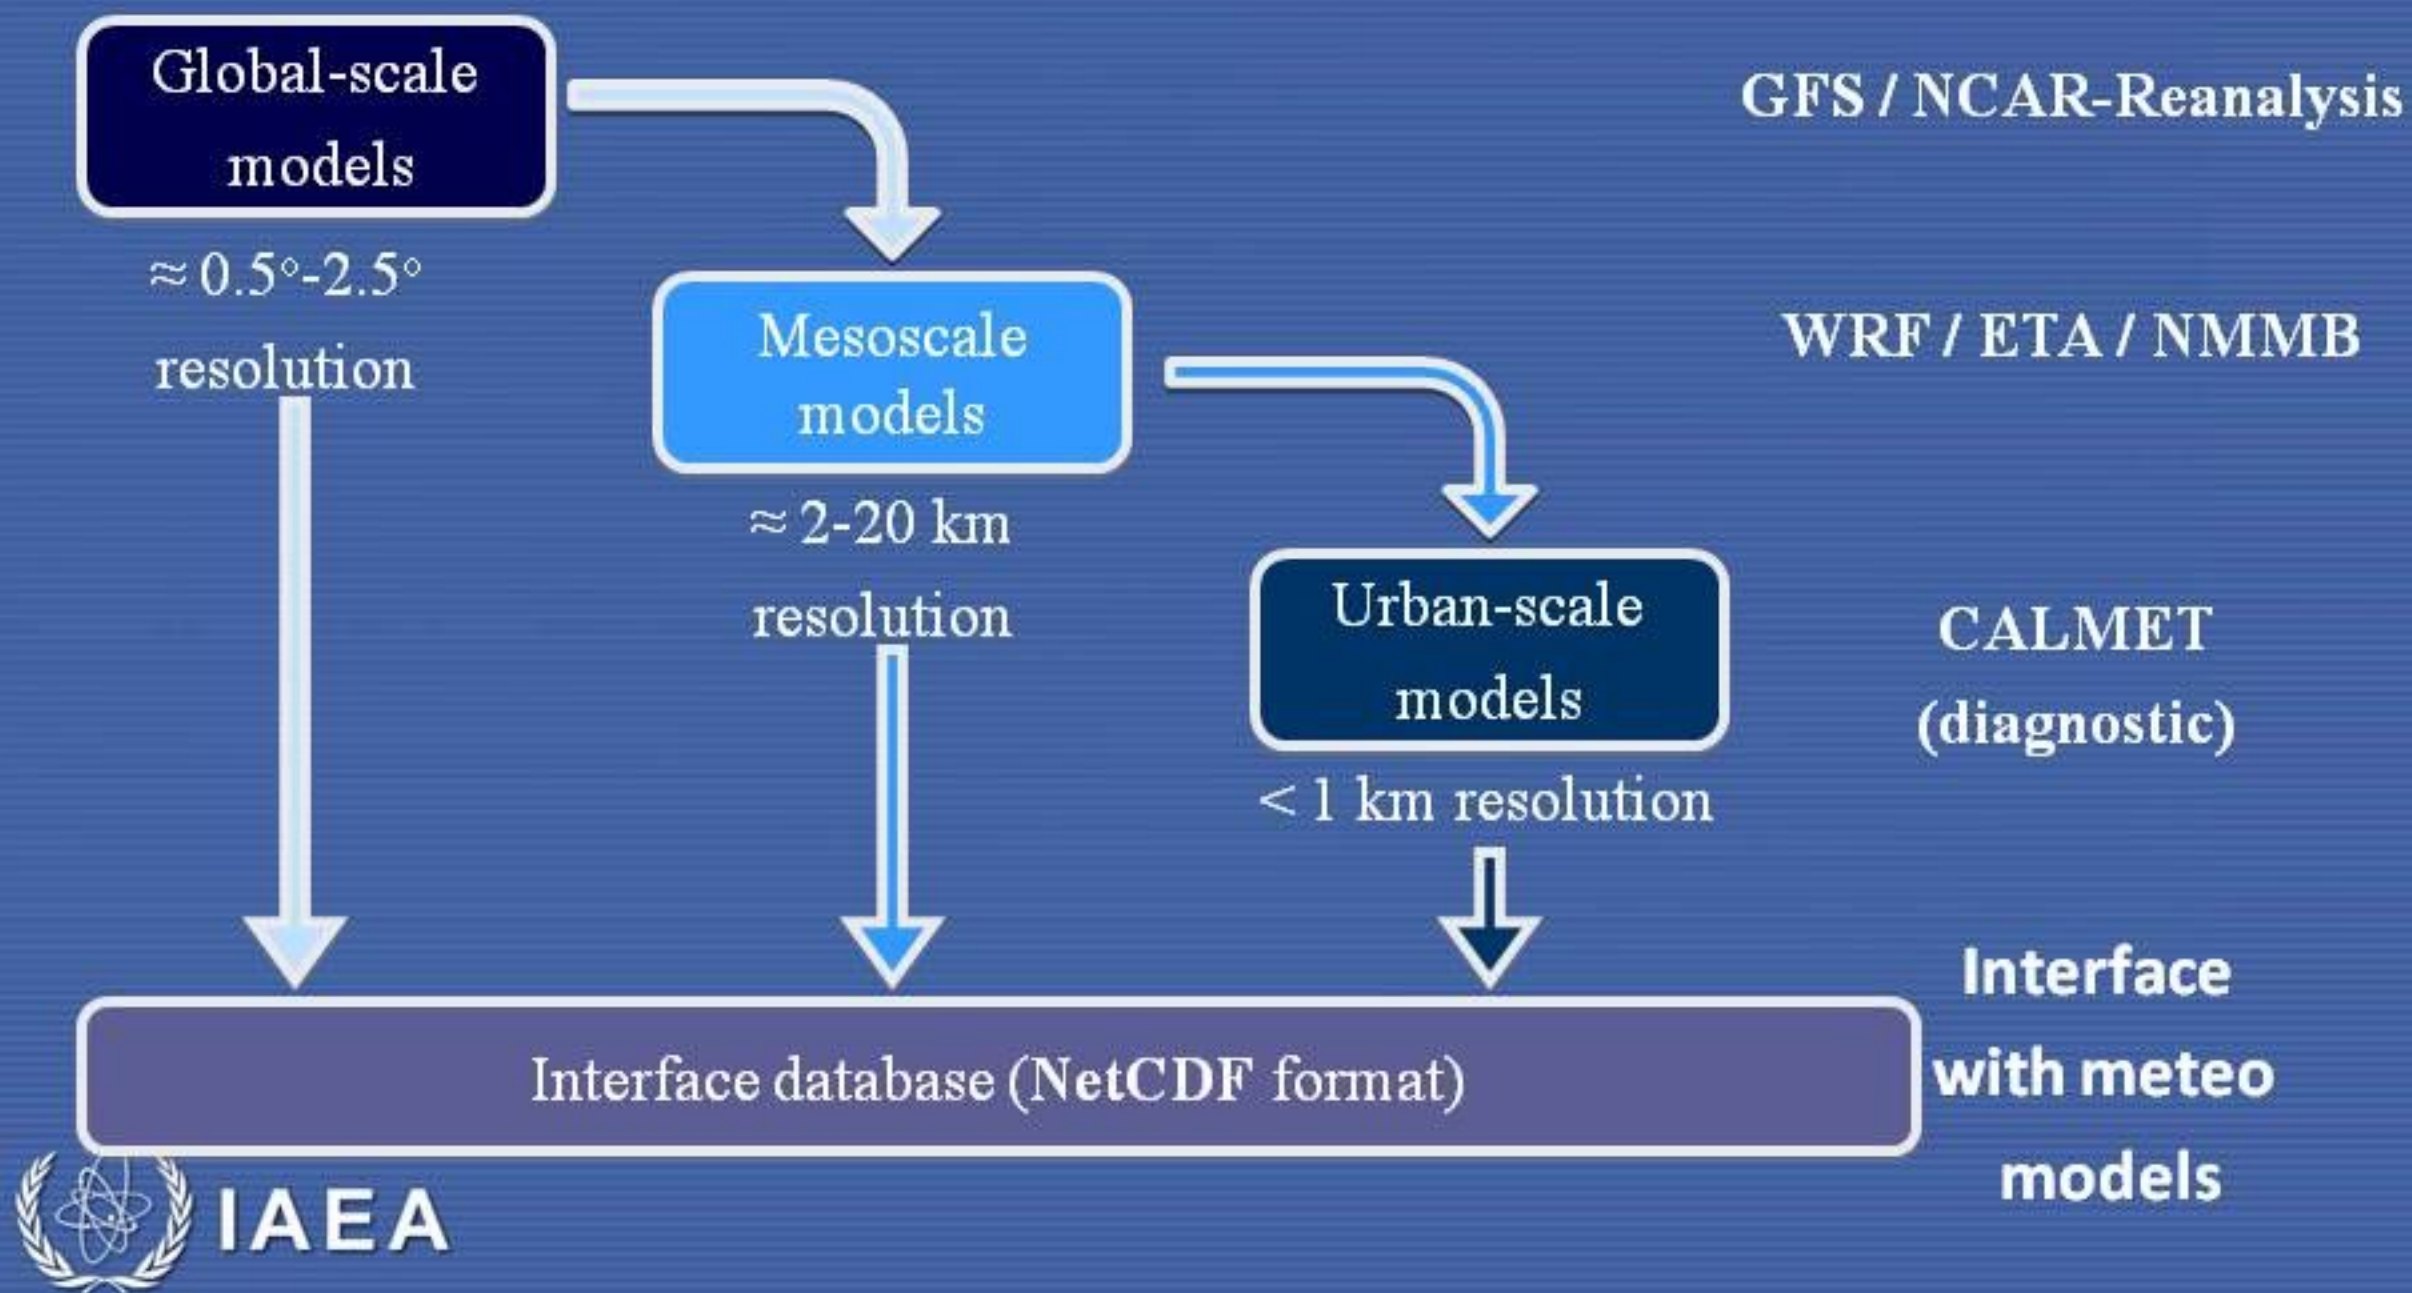 Global-scale
models
GFS / NCAR-Reanalysis
≈ 0.5°-2.5°
resolution
Mesoscale
models
WRF / ETA / NMMB
≈ 2-20 km
resolution
Urban-scale
models
CALMET
(diagnostic)
< 1 km resolution
Interface database (NetCDF format)
Interface
with meteo
models
IAEA